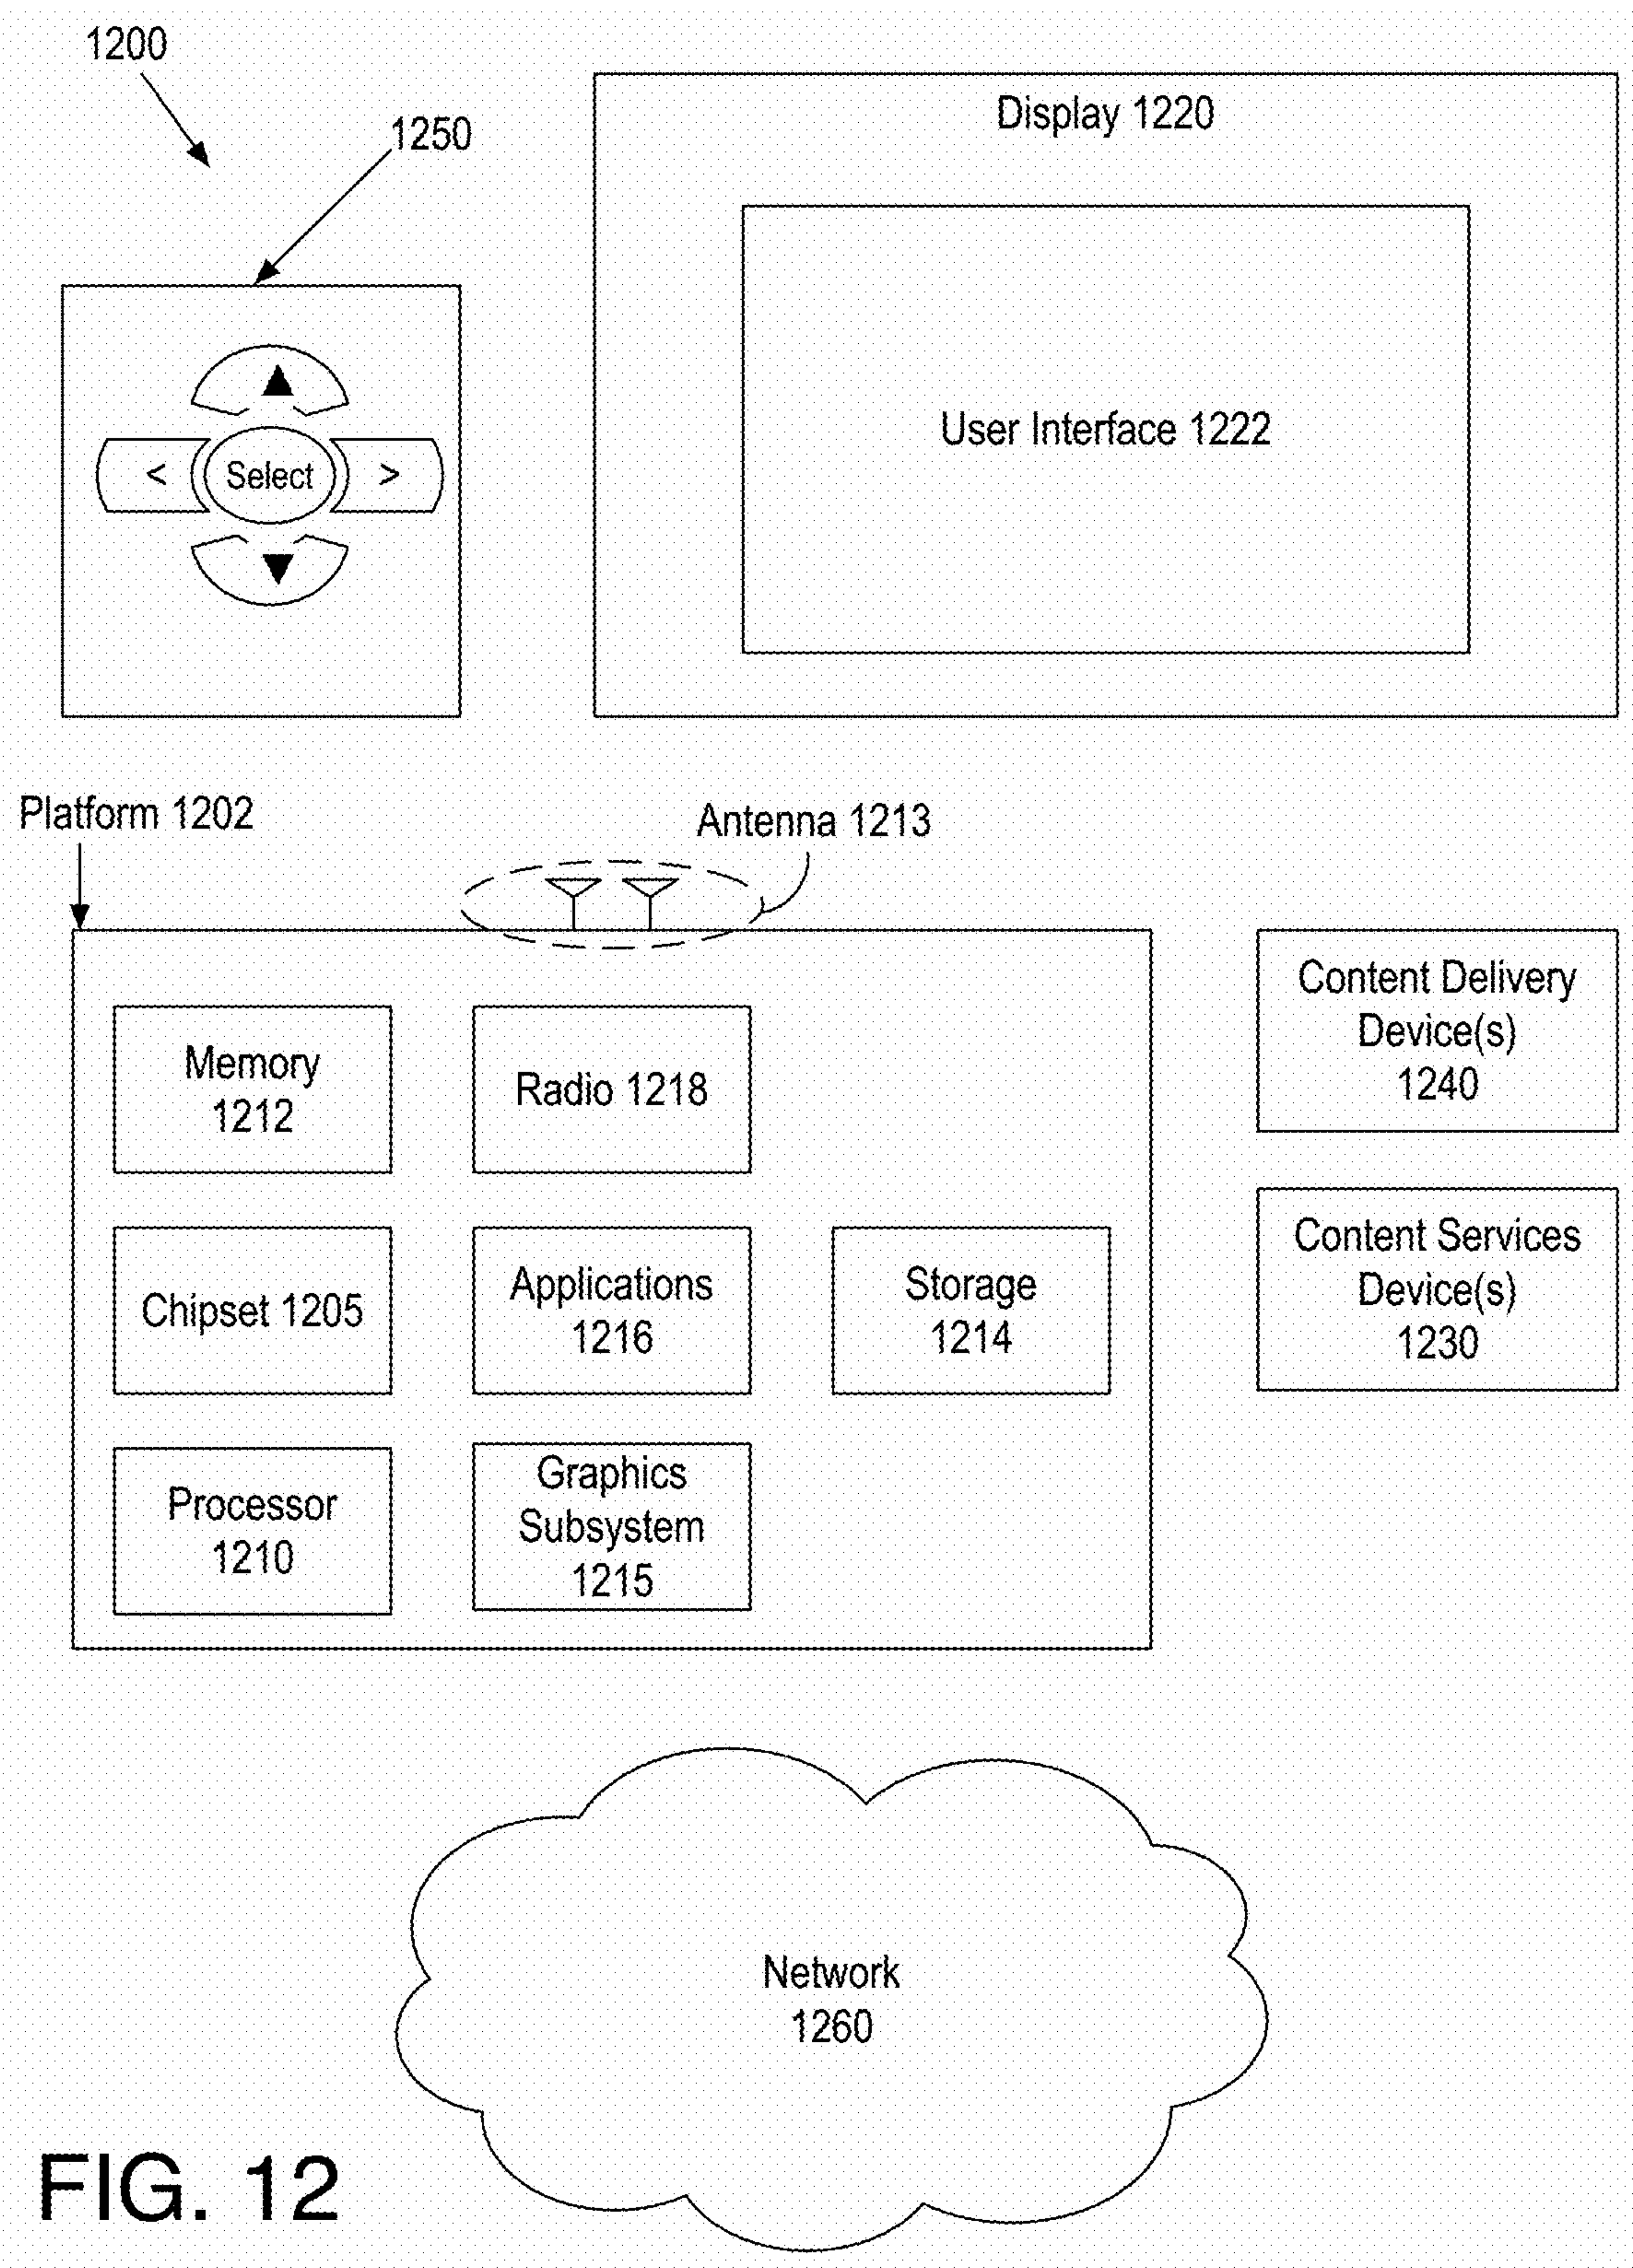 1200
1250
Display 1220
User Interface 1222
<
Select
>
Platform 1202
Antenna 1213
Memory
1212
Radio 1218
Chipset 1205
Applications
1216
Storage
1214
Processor
1210
Graphics
Subsystem
1215
Content Delivery
Device(s)
1240
Content Services
Device(s)
1230
Network
1260
FIG. 12